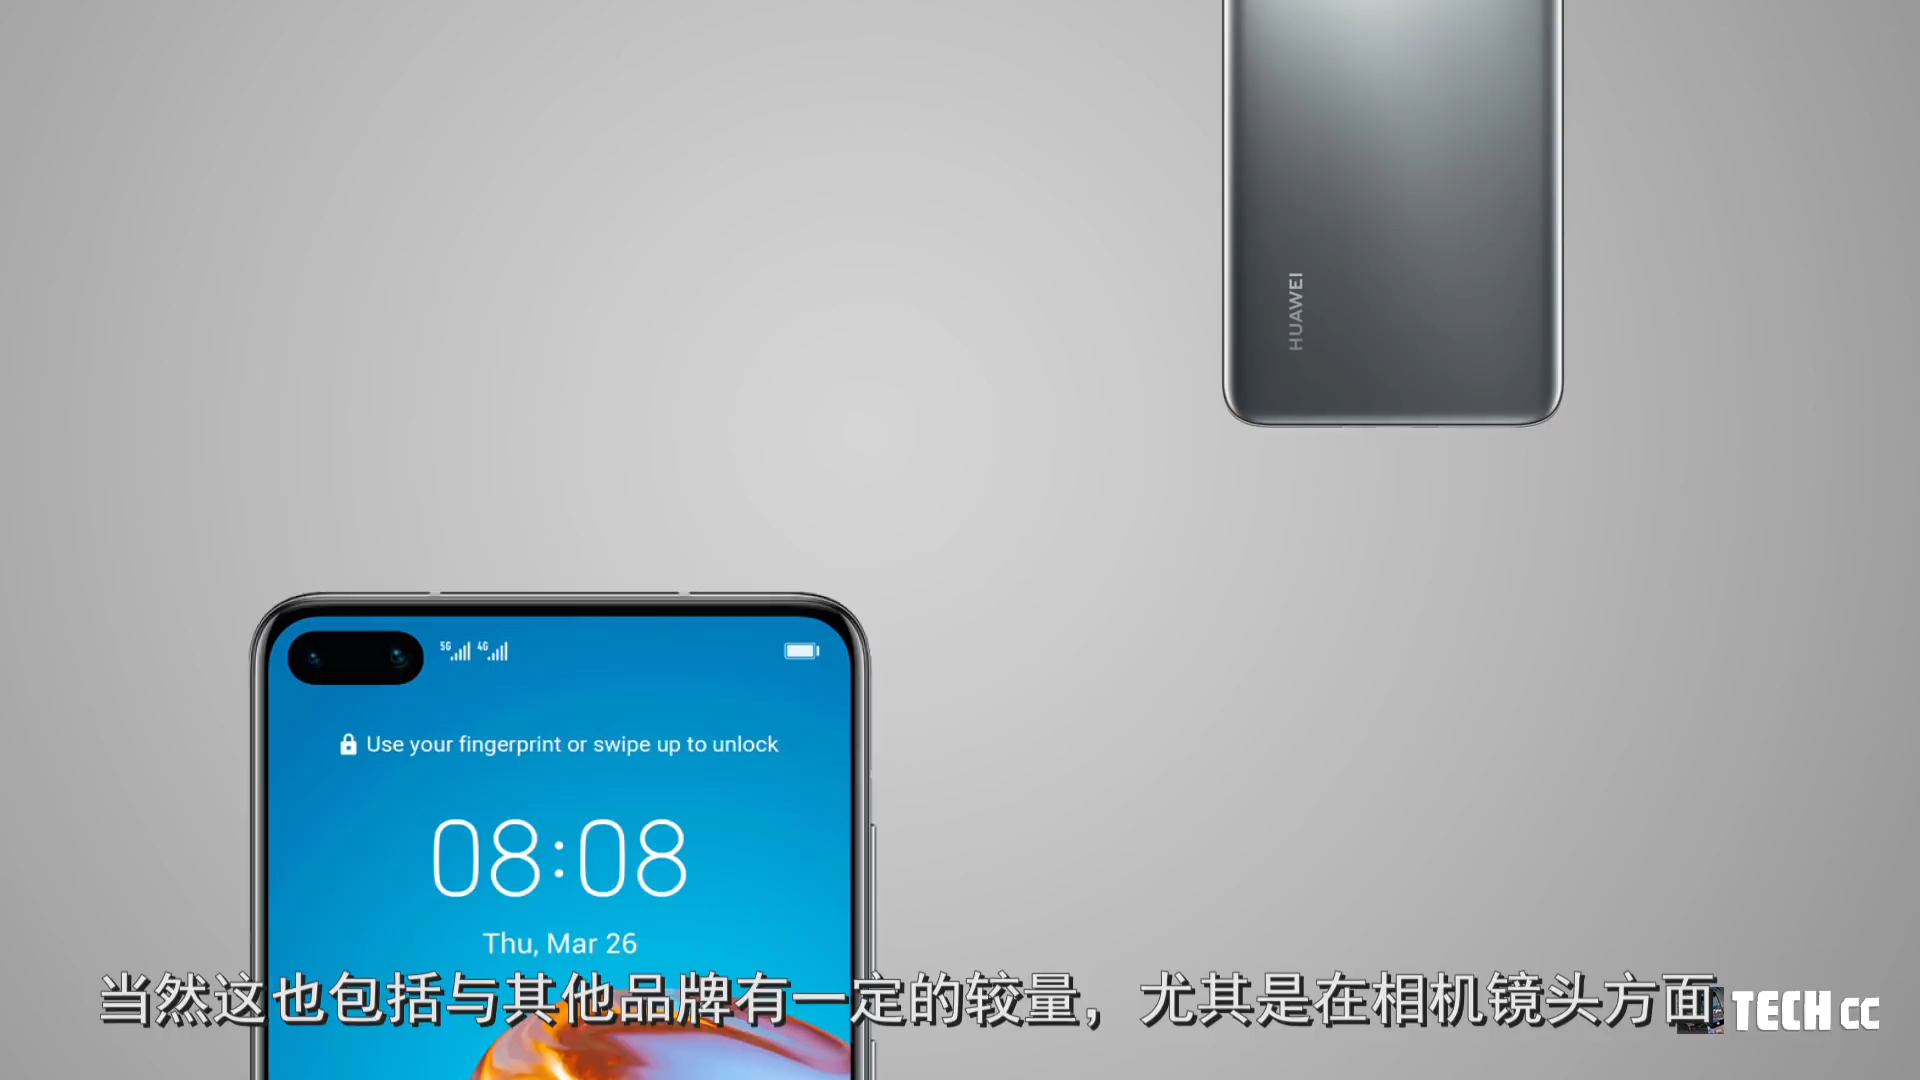 HUAWEI
5G 4G
Use your fingerprint or swipe up to unlock
08:08
Thu, Mar 26
当然这也包括与其他品牌有一定的较量，尤其是在相机镜头方面
TECH CC